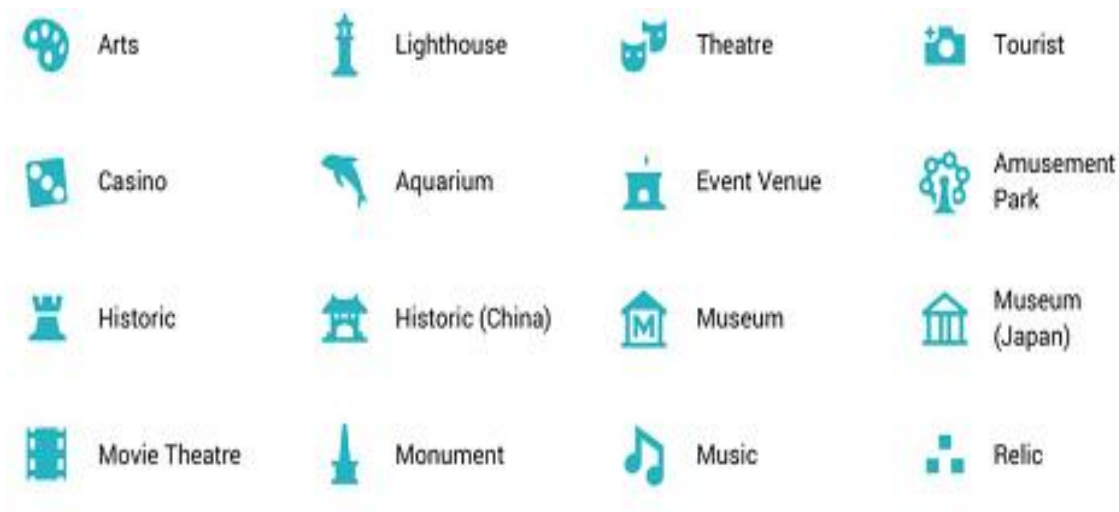 Arts
Lighthouse
Theatre
Tourist
Casino
Aquarium
Event Venue
Amusement
Park
Historic
Historic (China)
M
Museum
Museum
(Japan)
Movie Theatre
Monument
Music
Relic